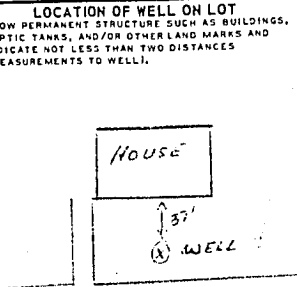 LOCATION OF WELL ON LOT
OW PERMANENT STRUCTURE SUCH AS BUILDINGS,
PTIC TANKS, AND/OR OTHER LAND MARKS AND
DICATE NOT LESS THAN TWO DISTANCES
EASUREMENTS TO WELL).
HOUSE
37'
X WELL